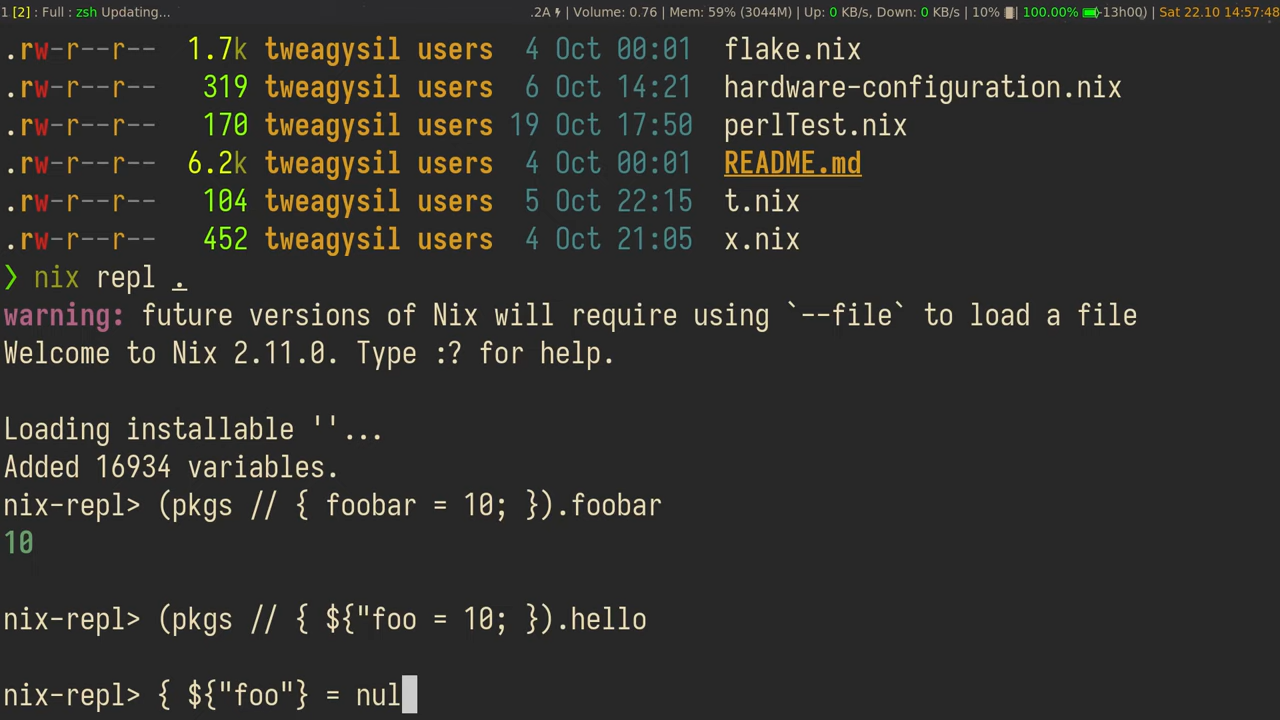 1 [2] : Full : zsh Updating... .2A | Volume: 0.76 | Mem: 59% (3044M) | Up: 0 KB/s, Down: 0 KB/s | 10% | 100.00% -13h00) | Sat 22.10 14:57:48
.rw-r--r-- 1.7k tweagysil users 4 Oct 00:01 flake.nix
.rw-r--r-- 319 tweagysil users 6 Oct 14:21 hardware-configuration.nix
.rw-r--r-- 170 tweagysil users 19 Oct 17:50 perlTest.nix
.rw-r--r-- 6.2k tweagysil users 4 Oct 00:01 README.md
.rw-r--r-- 104 tweagysil users 5 Oct 22:15 t.nix
.rw-r--r-- 452 tweagysil users 4 Oct 21:05 x.nix
❯ nix repl .
warning: future versions of Nix will require using `--file` to load a file
Welcome to Nix 2.11.0. Type :? for help.
Loading installable ''...
Added 16934 variables.
nix-repl> (pkgs // { foobar = 10; }).foobar
10
nix-repl> (pkgs // { ${"foo = 10; }).hello
nix-repl> { ${"foo"} = nul